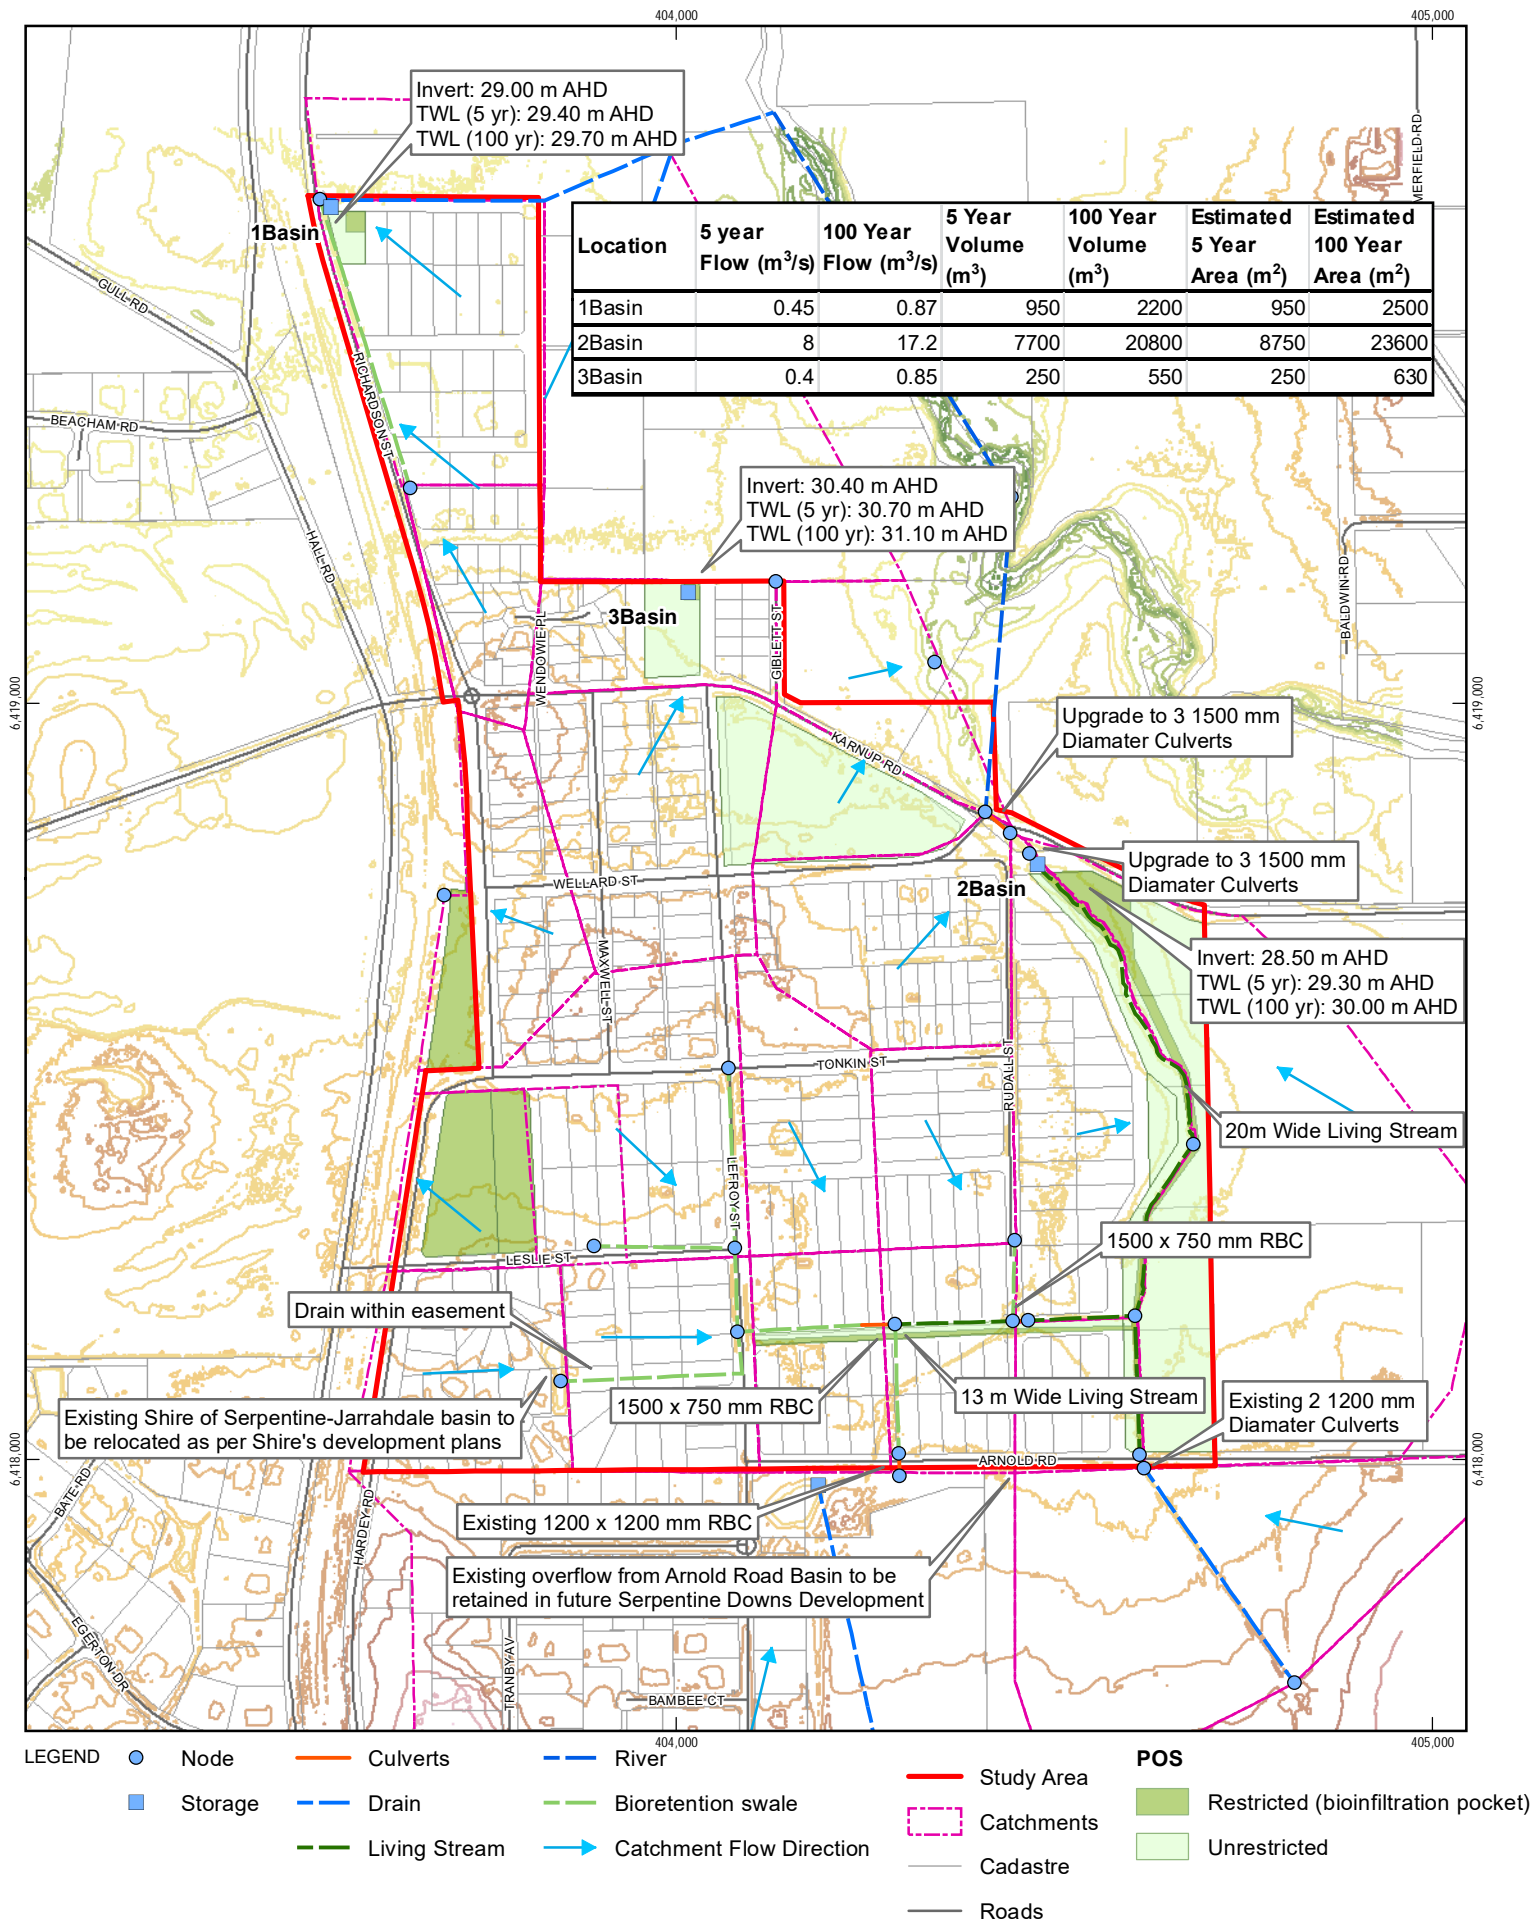 404,000
405,000
Invert: 29.00 m AHD
TWL (5 yr): 29.40 m AHD
TWL (100 yr): 29.70 m AHD
MERFIELD RD
1Basin
Location
5 year
Flow (m³/s)
100 Year
Flow (m³/s)
5 Year
Volume
(m³)
100 Year
Volume
(m³)
Estimated
5 Year
Area (m²)
Estimated
100 Year
Area (m²)
1Basin 0.45 0.87 950 2200 950 2500
2Basin 8 17.2 7700 20800 8750 23600
3Basin 0.4 0.85 250 550 250 630
GULL RD
RICHARDSON ST
BEACHAM RD
HALL RD
Invert: 30.40 m AHD
TWL (5 yr): 30.70 m AHD
TWL (100 yr): 31.10 m AHD
BALDWIN RD
3Basin
WENDOWIE PL
GIBLETT ST
6,419,000
6,419,000
KARNUP RD
Upgrade to 3 1500 mm
Diamater Culverts
Upgrade to 3 1500 mm
Diamater Culverts
WELLARD ST
2Basin
MAXWELL ST
Invert: 28.50 m AHD
TWL (5 yr): 29.30 m AHD
TWL (100 yr): 30.00 m AHD
TONKIN ST
RUDALL ST
20m Wide Living Stream
LEFROY ST
1500 x 750 mm RBC
LESLIE ST
Drain within easement
1500 x 750 mm RBC
13 m Wide Living Stream
Existing 2 1200 mm
Diamater Culverts
Existing Shire of Serpentine-Jarrahdale basin to
be relocated as per Shire's development plans
6,418,000
6,418,000
ARNOLD RD
BATE RD
HARDEY RD
Existing 1200 x 1200 mm RBC
Existing overflow from Arnold Road Basin to be
retained in future Serpentine Downs Development
EGERTON DR
TRANBY AV
BAMBEE CT
404,000
405,000
LEGEND
Node
Storage
Culverts
Drain
Living Stream
River
Bioretention swale
Catchment Flow Direction
Study Area
Catchments
Cadastre
Roads
POS
Restricted (bioinfiltration pocket)
Unrestricted